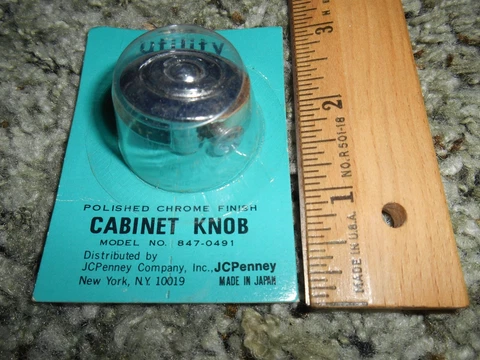 utility
POLISHED CHROME FINISH
CABINET KNOB
MODEL NO. 847-0491
Distributed by
JCPenney Company, Inc., JCPenney
New York, N.Y. 10019 MADE IN JAPAN
1
2
3
NO. R 501-18
MADE IN U.S.A.